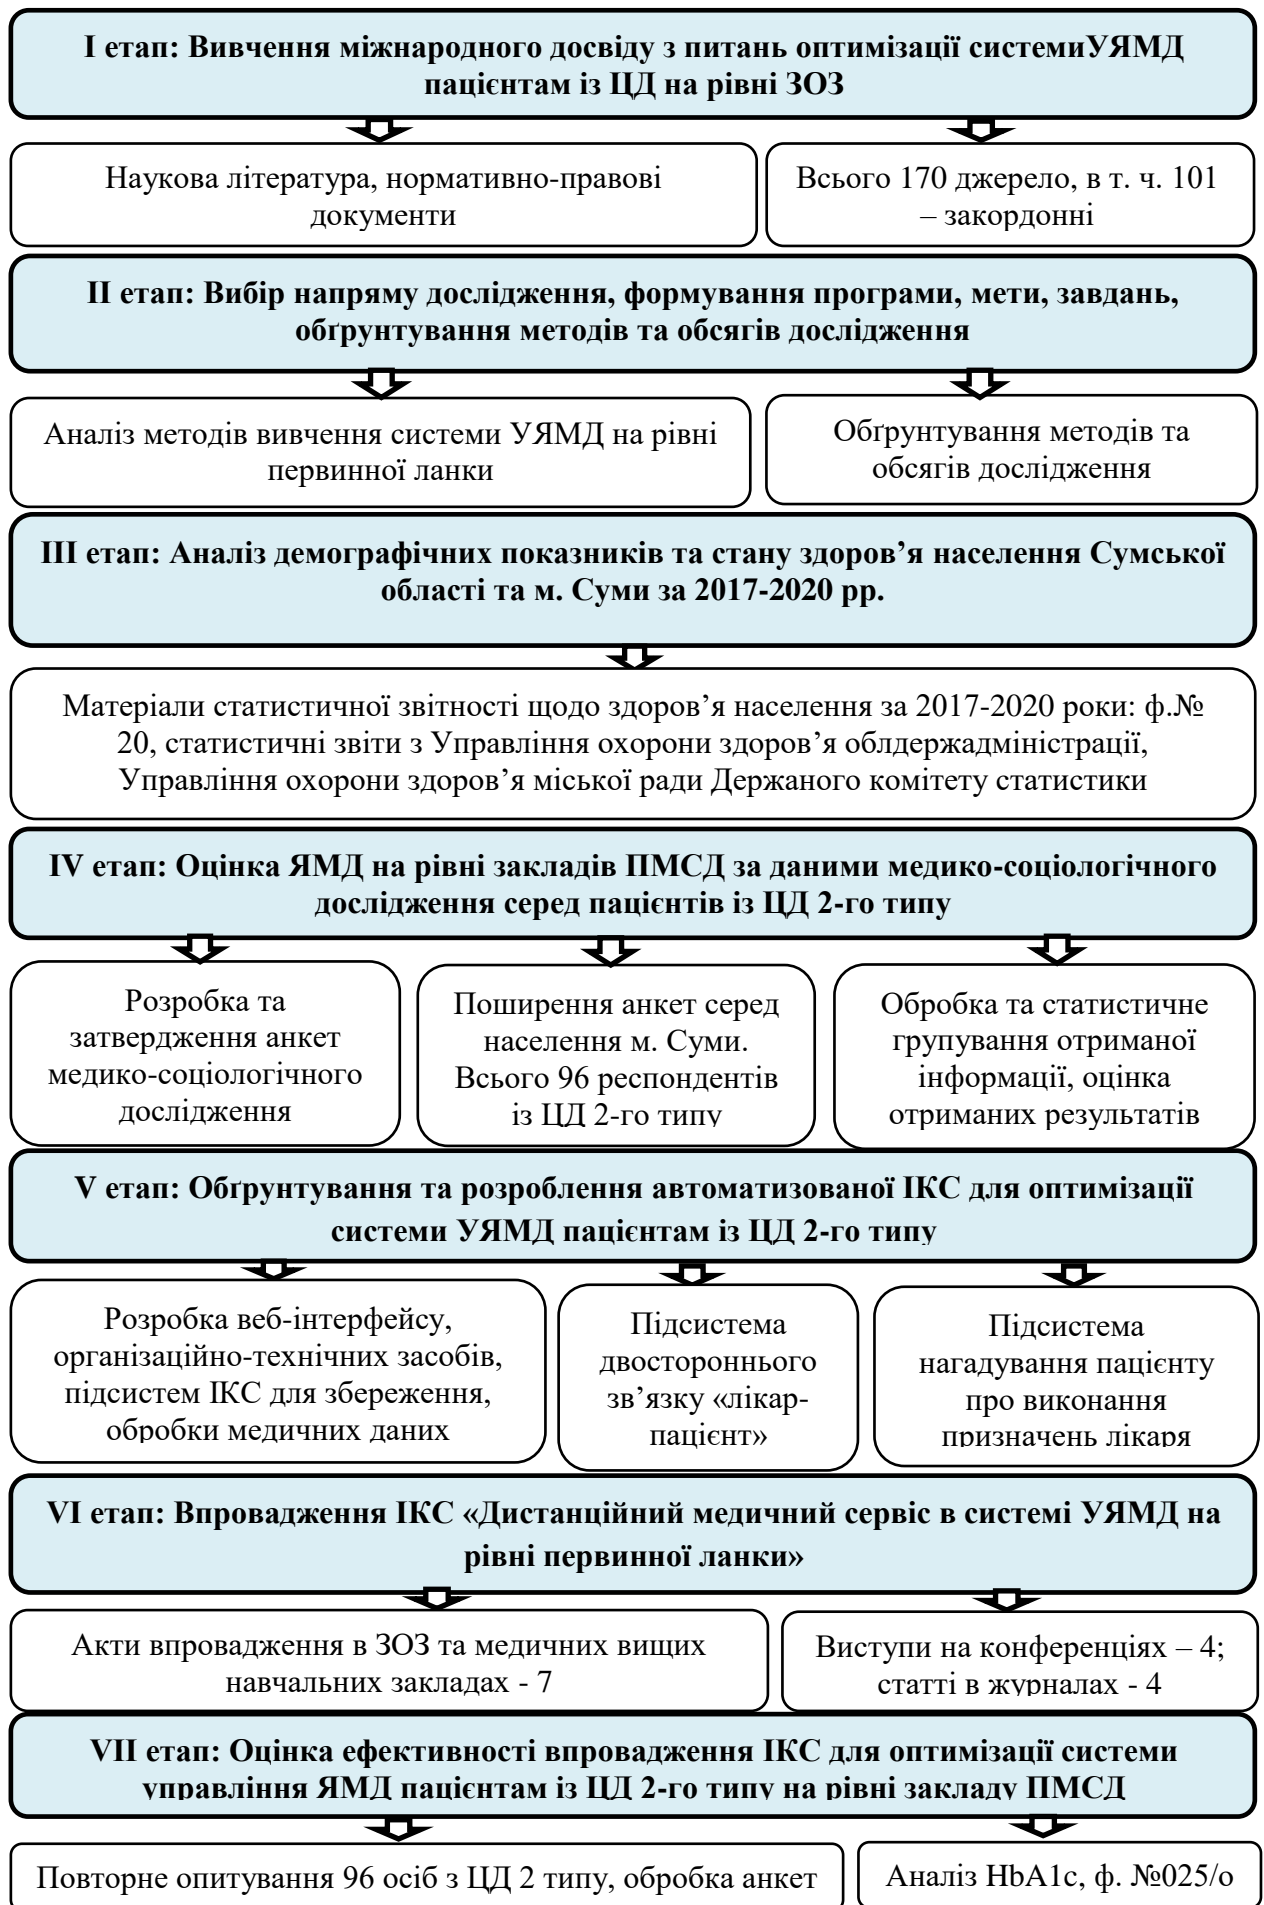 I етап: Вивчення міжнародного досвіду з питань оптимізації системиУЯМД
пацієнтам із ЦД на рівні ЗОЗ
Наукова література, нормативно-правові
документи
Всього 170 джерело, в т. ч. 101
– закордонні
II етап: Вибір напряму дослідження, формування програми, мети, завдань,
обґрунтування методів та обсягів дослідження
Аналіз методів вивчення системи УЯМД на рівні
первинної ланки
Обґрунтування методів та
обсягів дослідження
III етап: Аналіз демографічних показників та стану здоров’я населення Сумської
області та м. Суми за 2017-2020 рр.
Матеріали статистичної звітності щодо здоров’я населення за 2017-2020 роки: ф.№
20, статистичні звіти з Управління охорони здоров’я облдержадміністрації,
Управління охорони здоров’я міської ради Держаного комітету статистики
IV етап: Оцінка ЯМД на рівні закладів ПМСД за даними медико-соціологічного
дослідження серед пацієнтів із ЦД 2-го типу
Розробка та
затвердження анкет
медико-соціологічного
дослідження
Поширення анкет серед
населення м. Суми.
Всього 96 респондентів
із ЦД 2-го типу
Обробка та статистичне
групування отриманої
інформації, оцінка
отриманих результатів
V етап: Обґрунтування та розроблення автоматизованої ІКС для оптимізації
системи УЯМД пацієнтам із ЦД 2-го типу
Розробка веб-інтерфейсу,
організаційно-технічних засобів,
підсистем ІКС для збереження,
обробки медичних даних
Підсистема
двостороннього
зв’язку «лікар-
пацієнт»
Підсистема
нагадування пацієнту
про виконання
призначень лікаря
VI етап: Впровадження ІКС «Дистанційний медичний сервіс в системі УЯМД на
рівні первинної ланки»
Акти впровадження в ЗОЗ та медичних вищих
навчальних закладах - 7
Виступи на конференціях – 4;
статті в журналах - 4
VII етап: Оцінка ефективності впровадження ІКС для оптимізації системи
управління ЯМД пацієнтам із ЦД 2-го типу на рівні закладу ПМСД
Повторне опитування 96 осіб з ЦД 2 типу, обробка анкет
Аналіз HbA1c, ф. №025/о